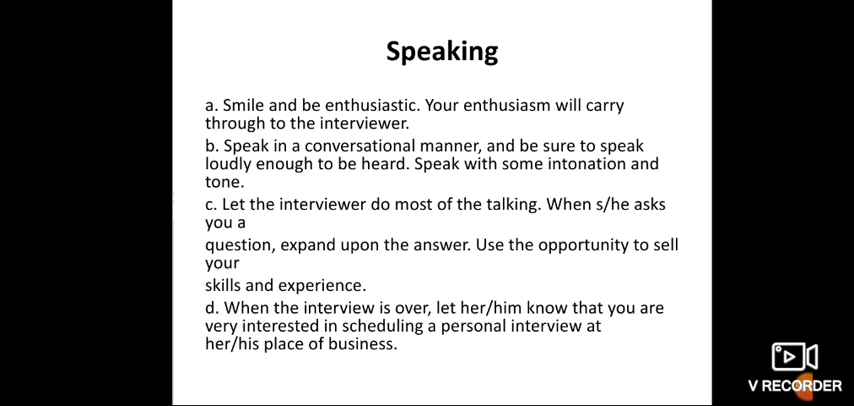 Speaking
a. Smile and be enthusiastic. Your enthusiasm will carry
through to the interviewer.
b. Speak in a conversational manner, and be sure to speak
loudly enough to be heard. Speak with some intonation and
tone.
c. Let the interviewer do most of the talking. When s/he asks
you a
question, expand upon the answer. Use the opportunity to sell
your
skills and experience.
d. When the interview is over, let her/him know that you are
very interested in scheduling a personal interview at
her/his place of business.
V RECORDER